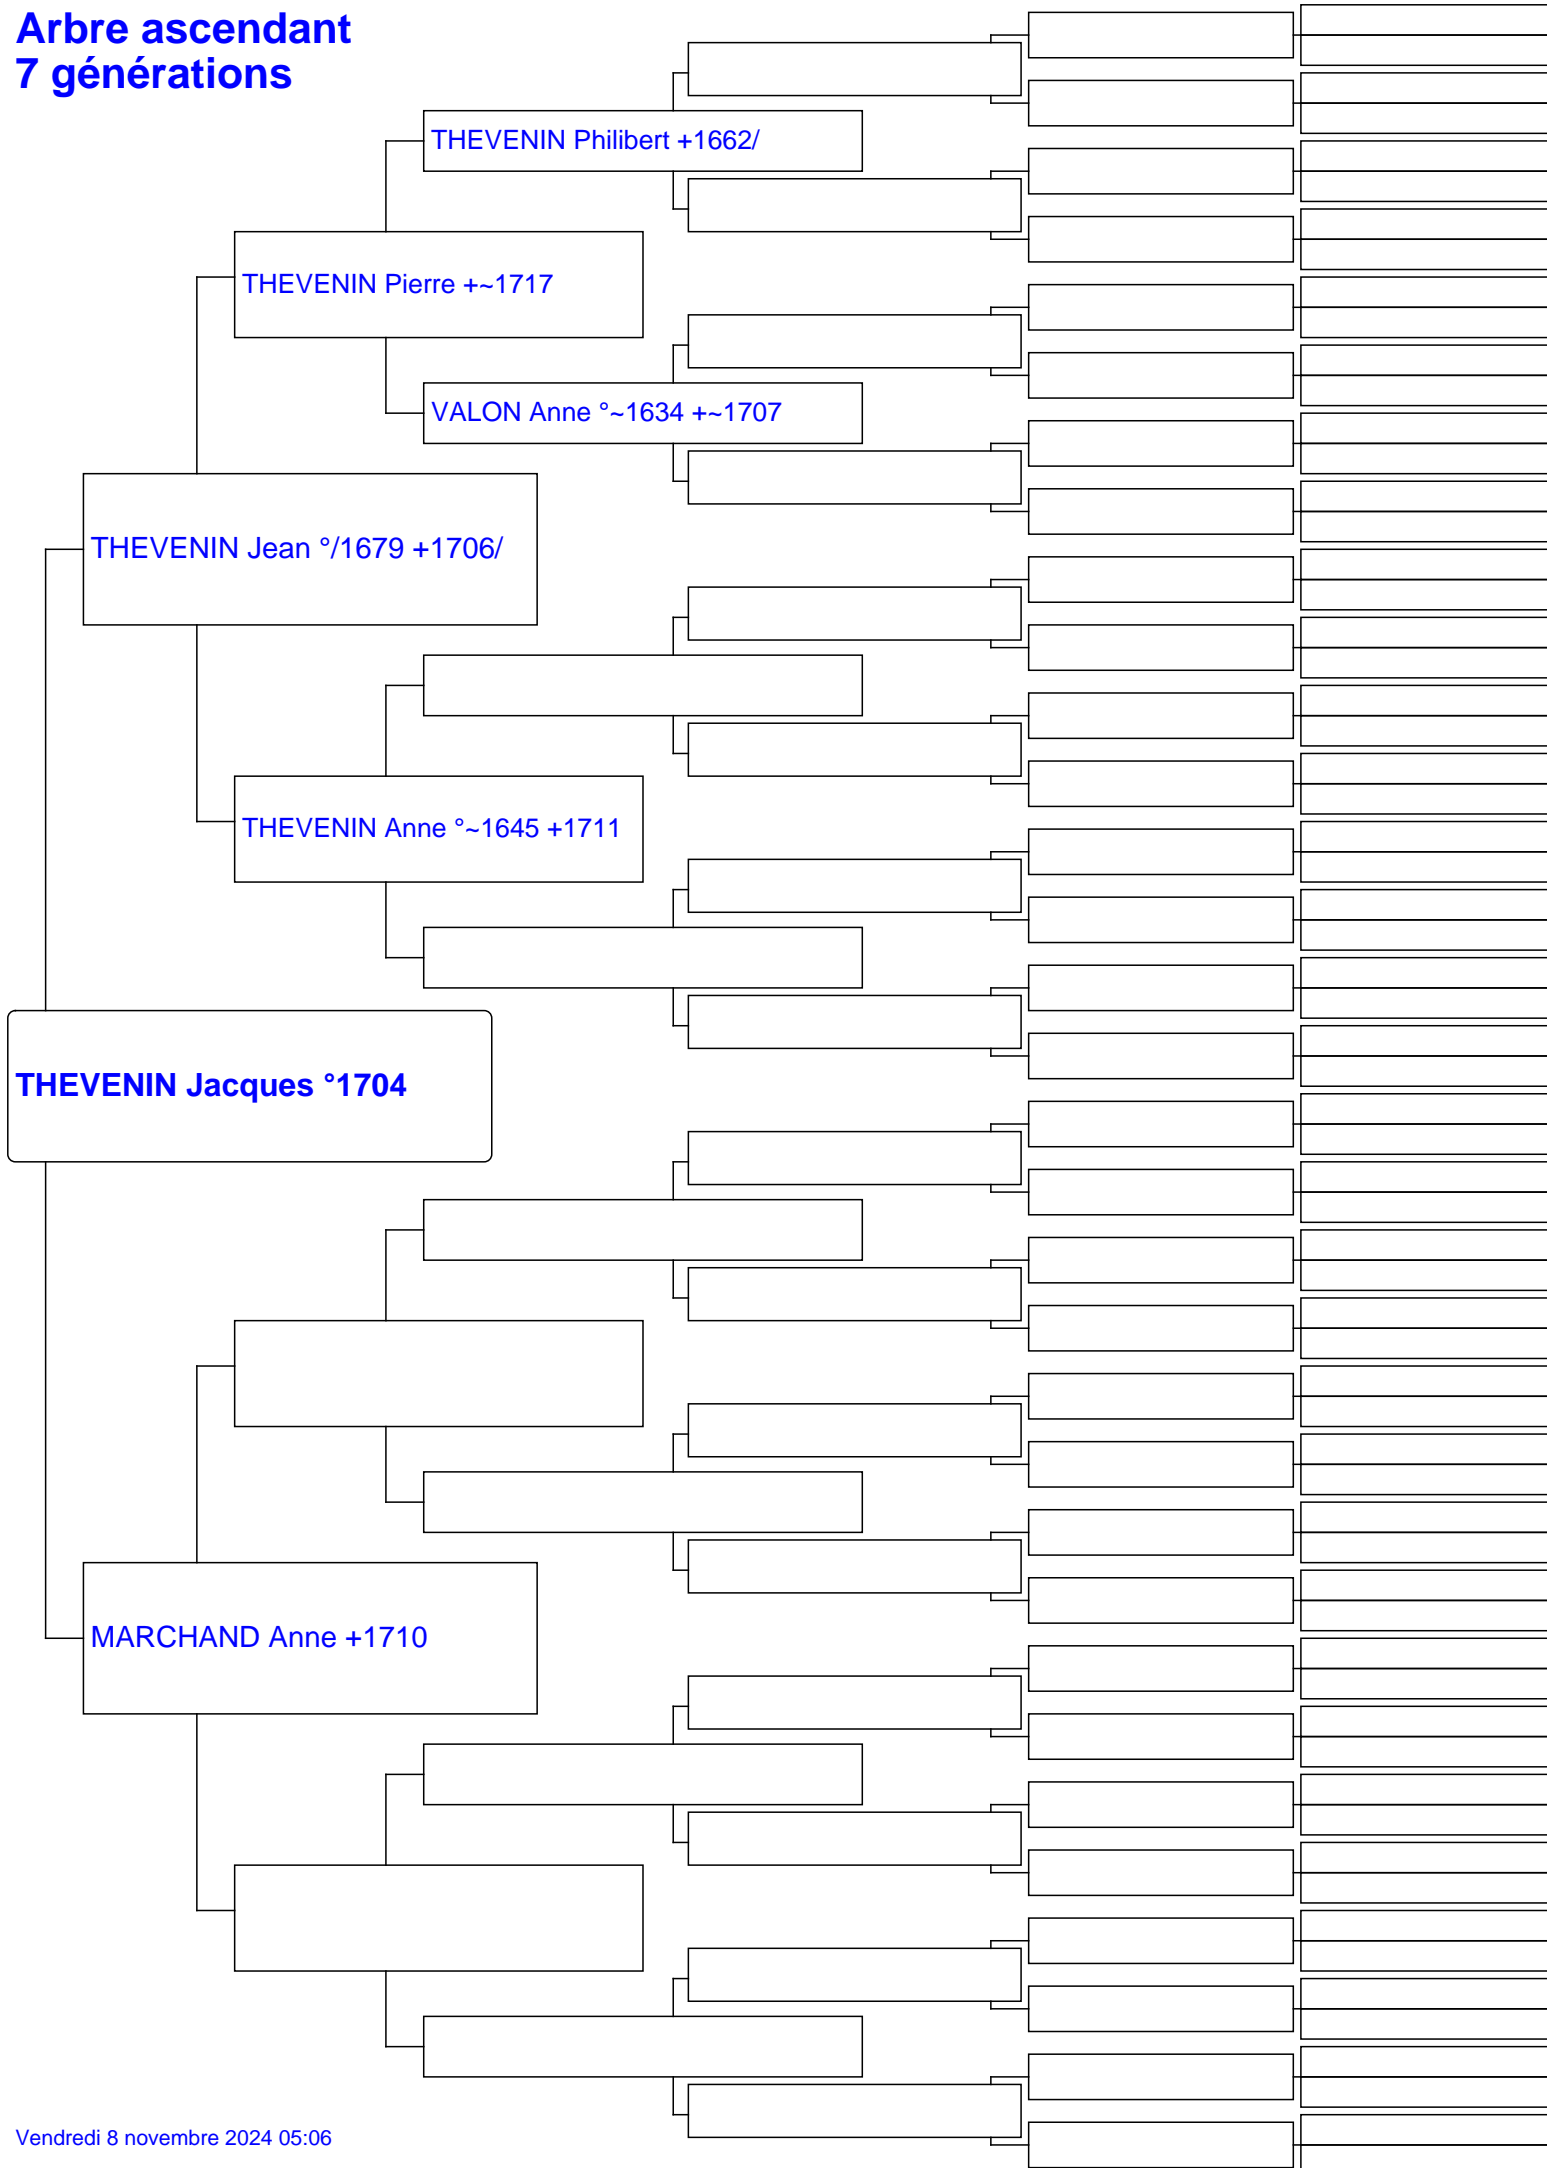 Arbre ascendant
7 générations
THEVENIN Philibert +1662/
THEVENIN Pierre +~1717
VALON Anne °~1634 +~1707
THEVENIN Jean °/1679 +1706/
THEVENIN Anne °~1645 +1711
THEVENIN Jacques °1704
MARCHAND Anne +1710
Vendredi 8 novembre 2024 05:06